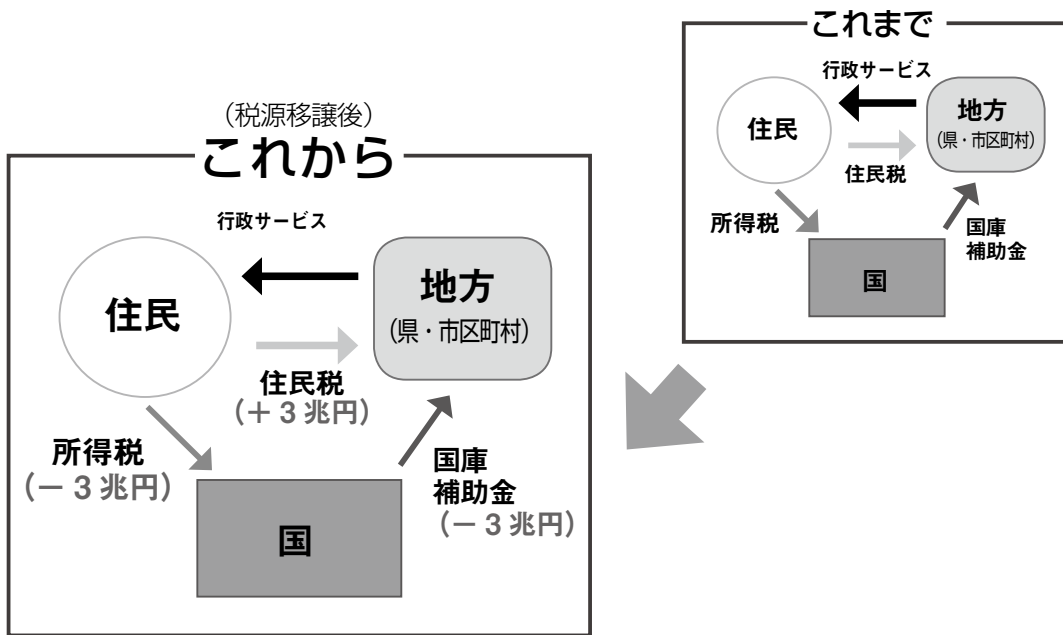 これまで
行政サービス
住民
地方
(県・市区町村)
住民税
所得税
国庫
補助金
国
(税源移譲後)
これから
行政サービス
住民
地方
(県・市区町村)
住民税
(+3兆円)
所得税
(-3兆円)
国庫
補助金
(-3兆円)
国